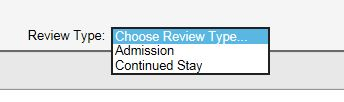 Review Type: Choose Review Type...
Admission
Continued Stay